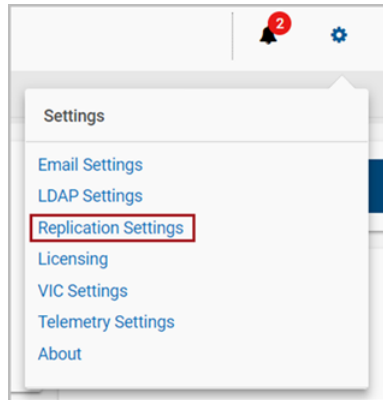 2
Settings
Email Settings
LDAP Settings
Replication Settings
Licensing
VIC Settings
Telemetry Settings
About